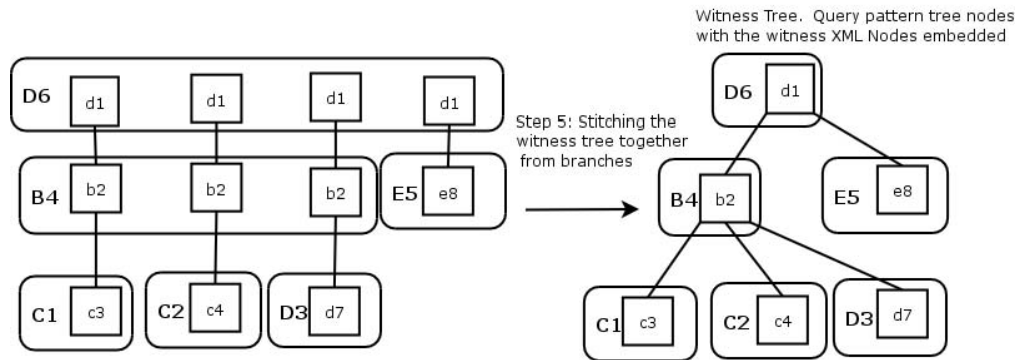 Witness Tree.  Query pattern tree nodes
with the witness XML Nodes embedded
D6
d1
d1
d1
d1
Step 5: Stitching the
witness tree together
from branches
B4
b2
b2
b2
E5
e8
C1
c3
C2
c4
D3
d7
D6
d1
B4
b2
E5
e8
C1
c3
C2
c4
D3
d7